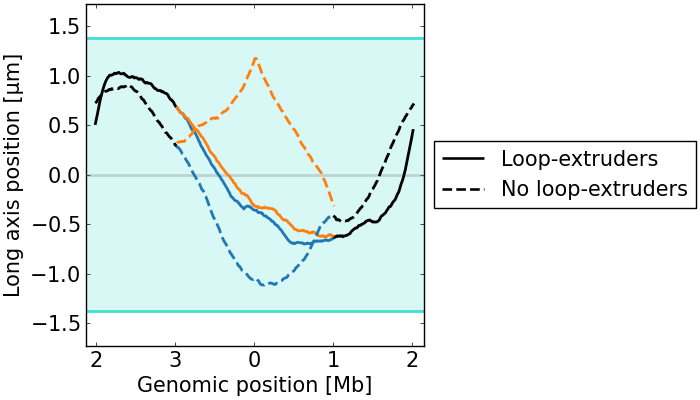 1.5
1.0
0.5
0.0
−0.5
−1.0
−1.5
Long axis position [μm]
2 3 0 1 2
Genomic position [Mb]
Loop-extruders
No loop-extruders